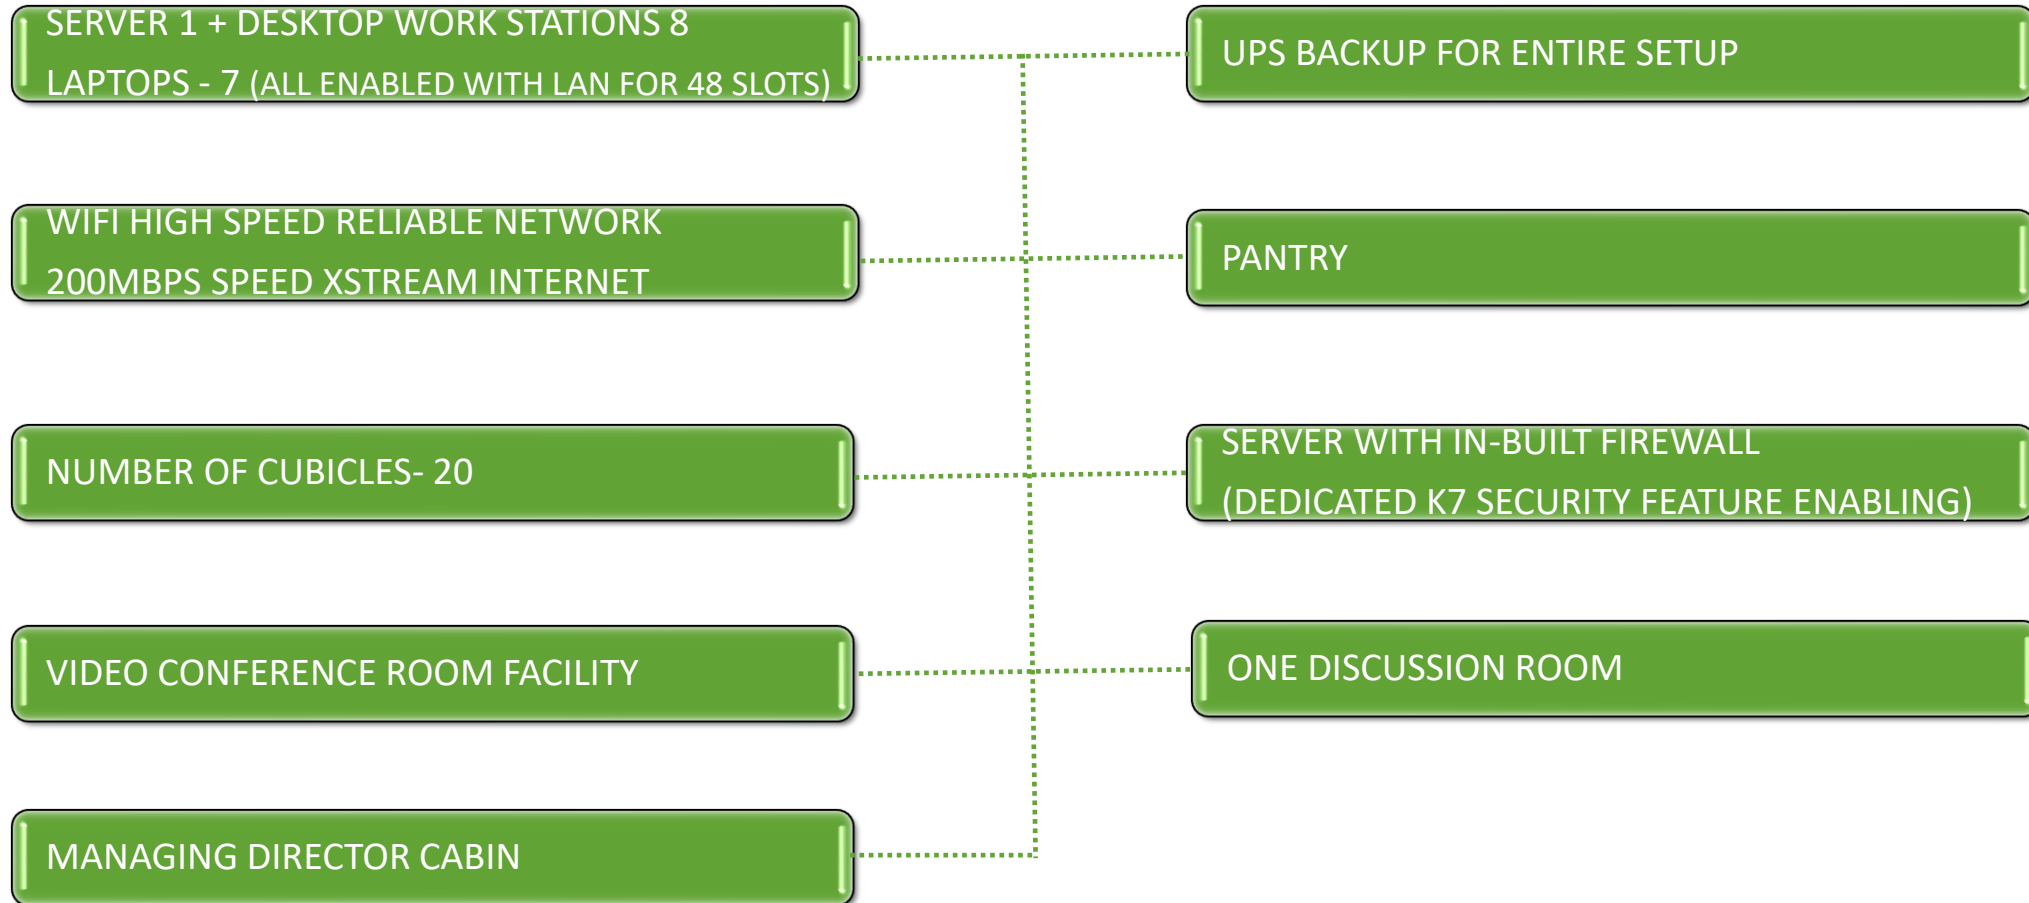 SERVER 1 + DESKTOP WORK STATIONS 8
LAPTOPS - 7 (ALL ENABLED WITH LAN FOR 48 SLOTS)
UPS BACKUP FOR ENTIRE SETUP
WIFI HIGH SPEED RELIABLE NETWORK
200MBPS SPEED XSTREAM INTERNET
PANTRY
NUMBER OF CUBICLES- 20
SERVER WITH IN-BUILT FIREWALL
(DEDICATED K7 SECURITY FEATURE ENABLING)
VIDEO CONFERENCE ROOM FACILITY
ONE DISCUSSION ROOM
MANAGING DIRECTOR CABIN